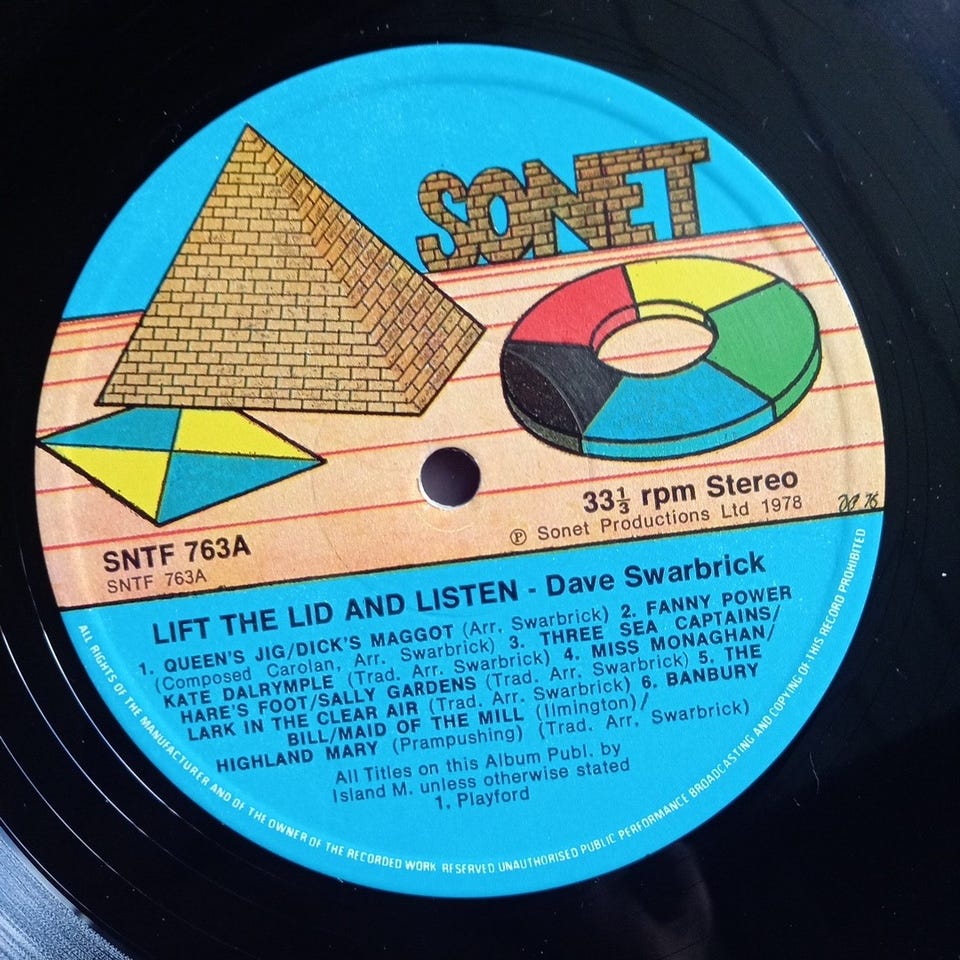 SONET
33⅓ rpm Stereo
℗ Sonet Productions Ltd 1978
SNTF 763A
SNTF 763A
LIFT THE LID AND LISTEN - Dave Swarbrick
1. QUEEN'S JIG/DICK'S MAGGOT (Arr. Swarbrick) 2. FANNY POWER
(Composed Carolan, Arr. Swarbrick) 3. THREE SEA CAPTAINS/
KATE DALRYMPLE (Trad. Arr. Swarbrick) 4. MISS MONAGHAN/
HARE'S FOOT/SALLY GARDENS (Trad. Arr. Swarbrick) 5. THE
LARK IN THE CLEAR AIR (Trad. Arr. Swarbrick) 6. BANBURY
BILL/MAID OF THE MILL (Ilmington)/
HIGHLAND MARY (Prampushing) (Trad. Arr. Swarbrick)
All Titles on this Album Publ. by
Island M. unless otherwise stated
1. Playford
ALL RIGHTS OF THE MANUFACTURER AND OF THE OWNER OF THE RECORDED WORK RESERVED UNAUTHORISED PUBLIC PERFORMANCE BROADCASTING AND COPYING OF THIS RECORD PROHIBITED